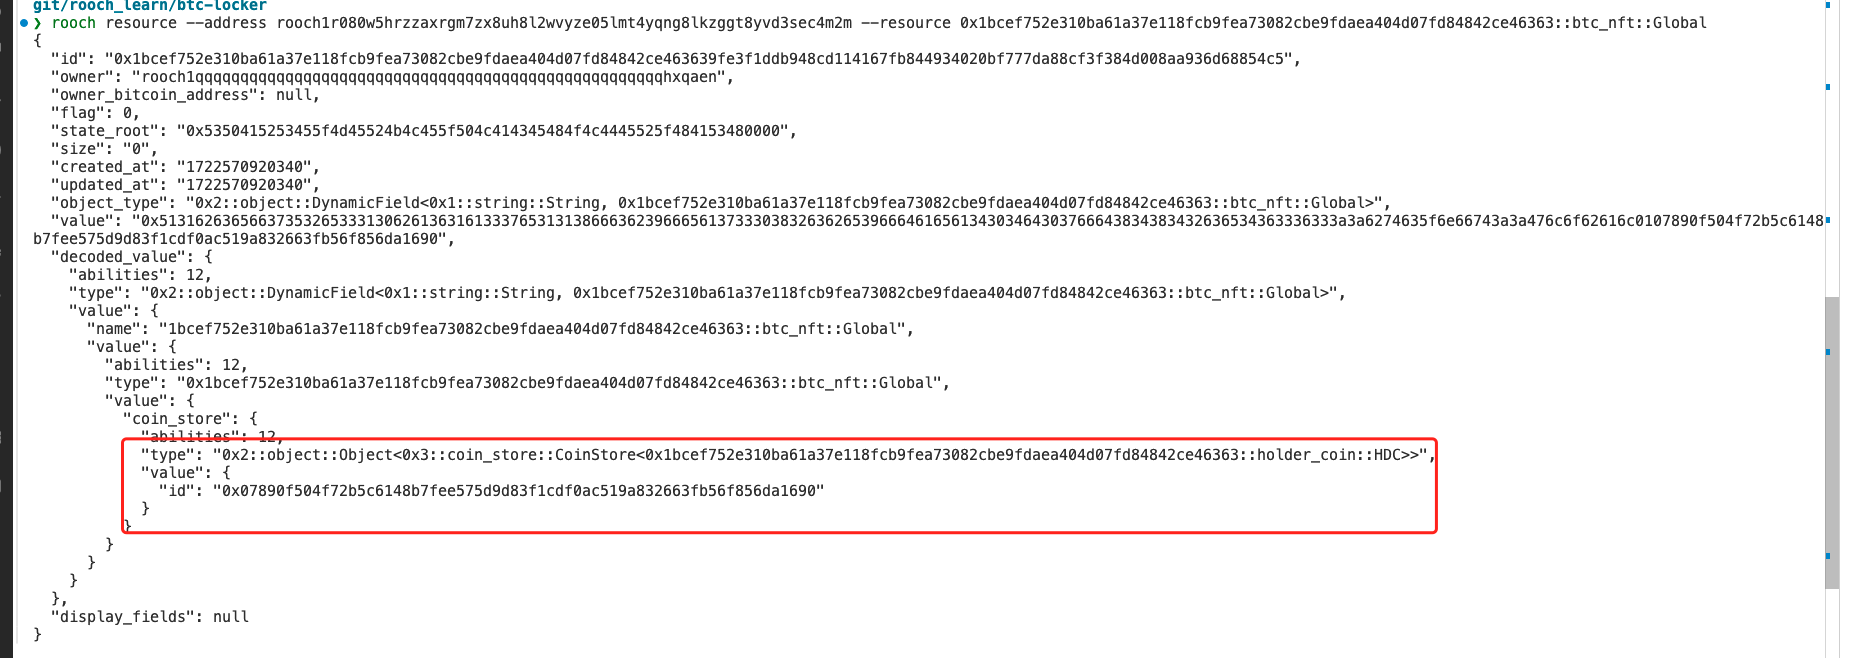 git/rooch_learn/btc-locker
❯ rooch resource --address rooch1r080w5hrzzaxrgm7zx8uh8l2wvyze05lmt4yqng8lkzggt8yvd3sec4m2m --resource 0x1bcef752e310ba61a37e118fcb9fea73082cbe9fdaea404d07fd84842ce46363::btc_nft::Global
{
"id": "0x1bcef752e310ba61a37e118fcb9fea73082cbe9fdaea404d07fd84842ce463639fe3f1ddb948cd114167fb844934020bf777da88cf3f384d008aa936d68854c5",
"owner": "rooch1qqqqqqqqqqqqqqqqqqqqqqqqqqqqqqqqqqqqqqqqqqqqqqqqqqqqhxqaen",
"owner_bitcoin_address": null,
"flag": 0,
"state_root": "0x5350415253455f4d45524b4c455f504c414345484f4c4445525f484153480000",
"size": "0",
"created_at": "1722570920340",
"updated_at": "1722570920340",
"object_type": "0x2::object::DynamicField<0x1::string::String, 0x1bcef752e310ba61a37e118fcb9fea73082cbe9fdaea404d07fd84842ce46363::btc_nft::Global>",
"value": "0x513162636566373532653331306261363161333765313138666362396665613733303832636265396664616561343034643037666438343834326365343633363333a3a6274635f6e66743a3a476c6f62616c0107890f504f72b5c6148
b7fee575d9d83f1cdf0ac519a832663fb56f856da1690",
"decoded_value": {
"abilities": 12,
"type": "0x2::object::DynamicField<0x1::string::String, 0x1bcef752e310ba61a37e118fcb9fea73082cbe9fdaea404d07fd84842ce46363::btc_nft::Global>",
"value": {
"name": "1bcef752e310ba61a37e118fcb9fea73082cbe9fdaea404d07fd84842ce46363::btc_nft::Global",
"value": {
"abilities": 12,
"type": "0x1bcef752e310ba61a37e118fcb9fea73082cbe9fdaea404d07fd84842ce46363::btc_nft::Global",
"value": {
"coin_store": {
"abilities": 12,
"type": "0x2::object::Object<0x3::coin_store::CoinStore<0x1bcef752e310ba61a37e118fcb9fea73082cbe9fdaea404d07fd84842ce46363::holder_coin::HDC>>",
"value": {
"id": "0x07890f504f72b5c6148b7fee575d9d83f1cdf0ac519a832663fb56f856da1690"
}
}
}
}
}
},
"display_fields": null
}